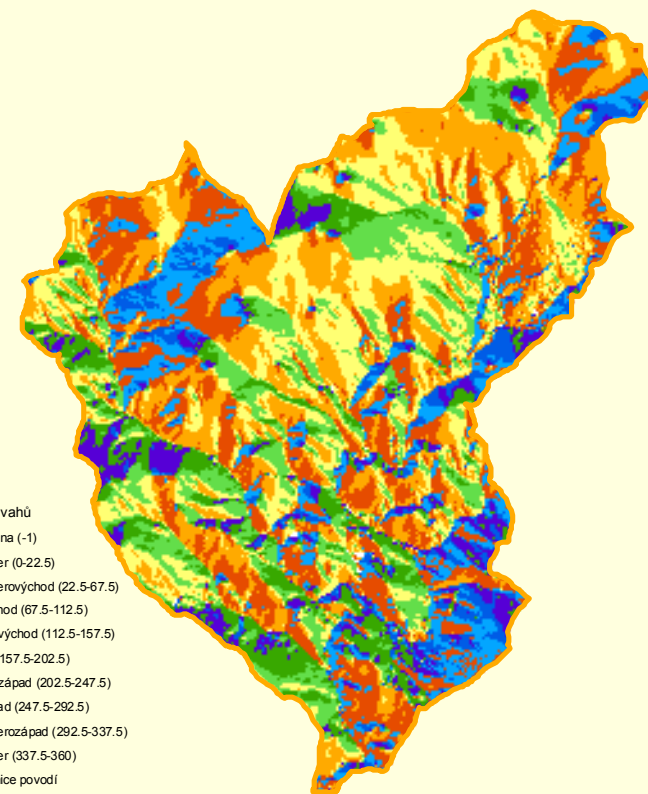 vahů
na (-1)
er (0-22.5)
erovýchod (22.5-67.5)
hod (67.5-112.5)
východ (112.5-157.5)
157.5-202.5)
západ (202.5-247.5)
ad (247.5-292.5)
erozápad (292.5-337.5)
er (337.5-360)
nice povodí